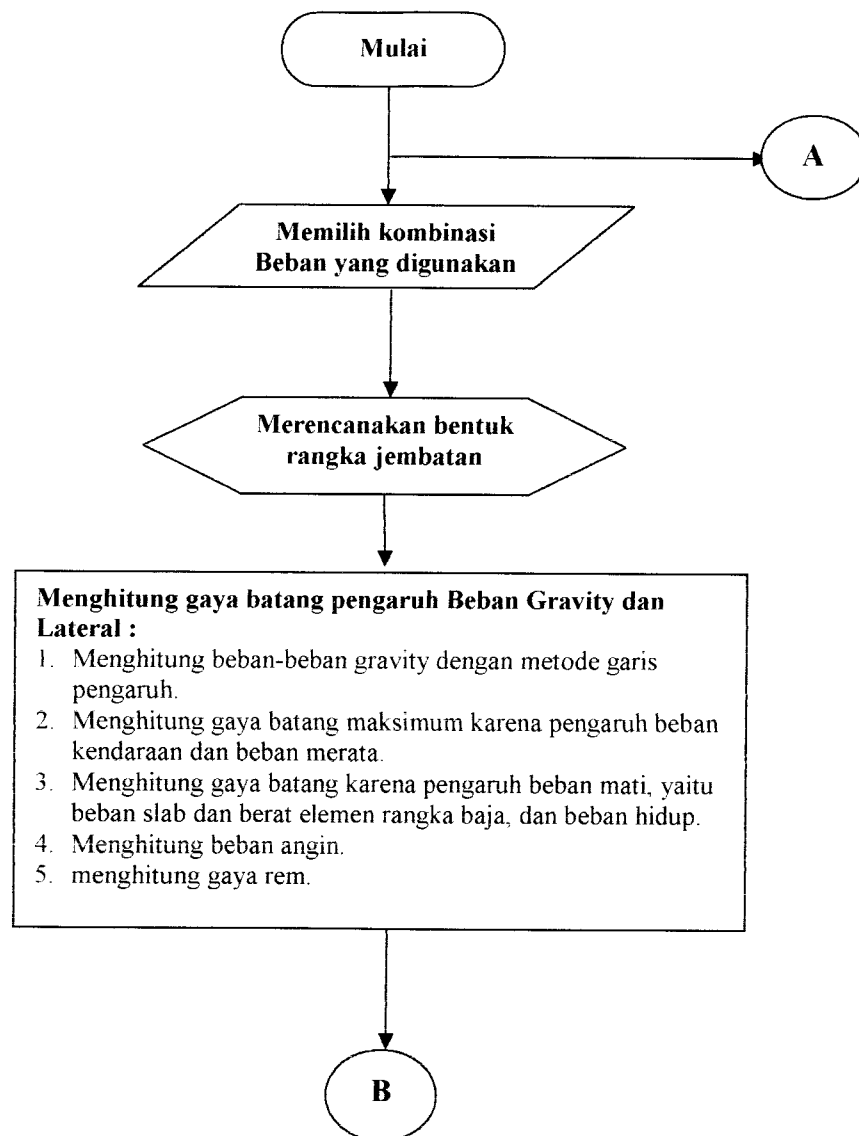 Mulai
A
Memilih kombinasi
Beban yang digunakan
Merencanakan bentuk
rangka jembatan
Menghitung gaya batang pengaruh Beban Gravity dan
Lateral :
1. Menghitung beban-beban gravity dengan metode garis
pengaruh.
2. Menghitung gaya batang maksimum karena pengaruh beban
kendaraan dan beban merata.
3. Menghitung gaya batang karena pengaruh beban mati, yaitu
beban slab dan berat elemen rangka baja, dan beban hidup.
4. Menghitung beban angin.
5. menghitung gaya rem.
B